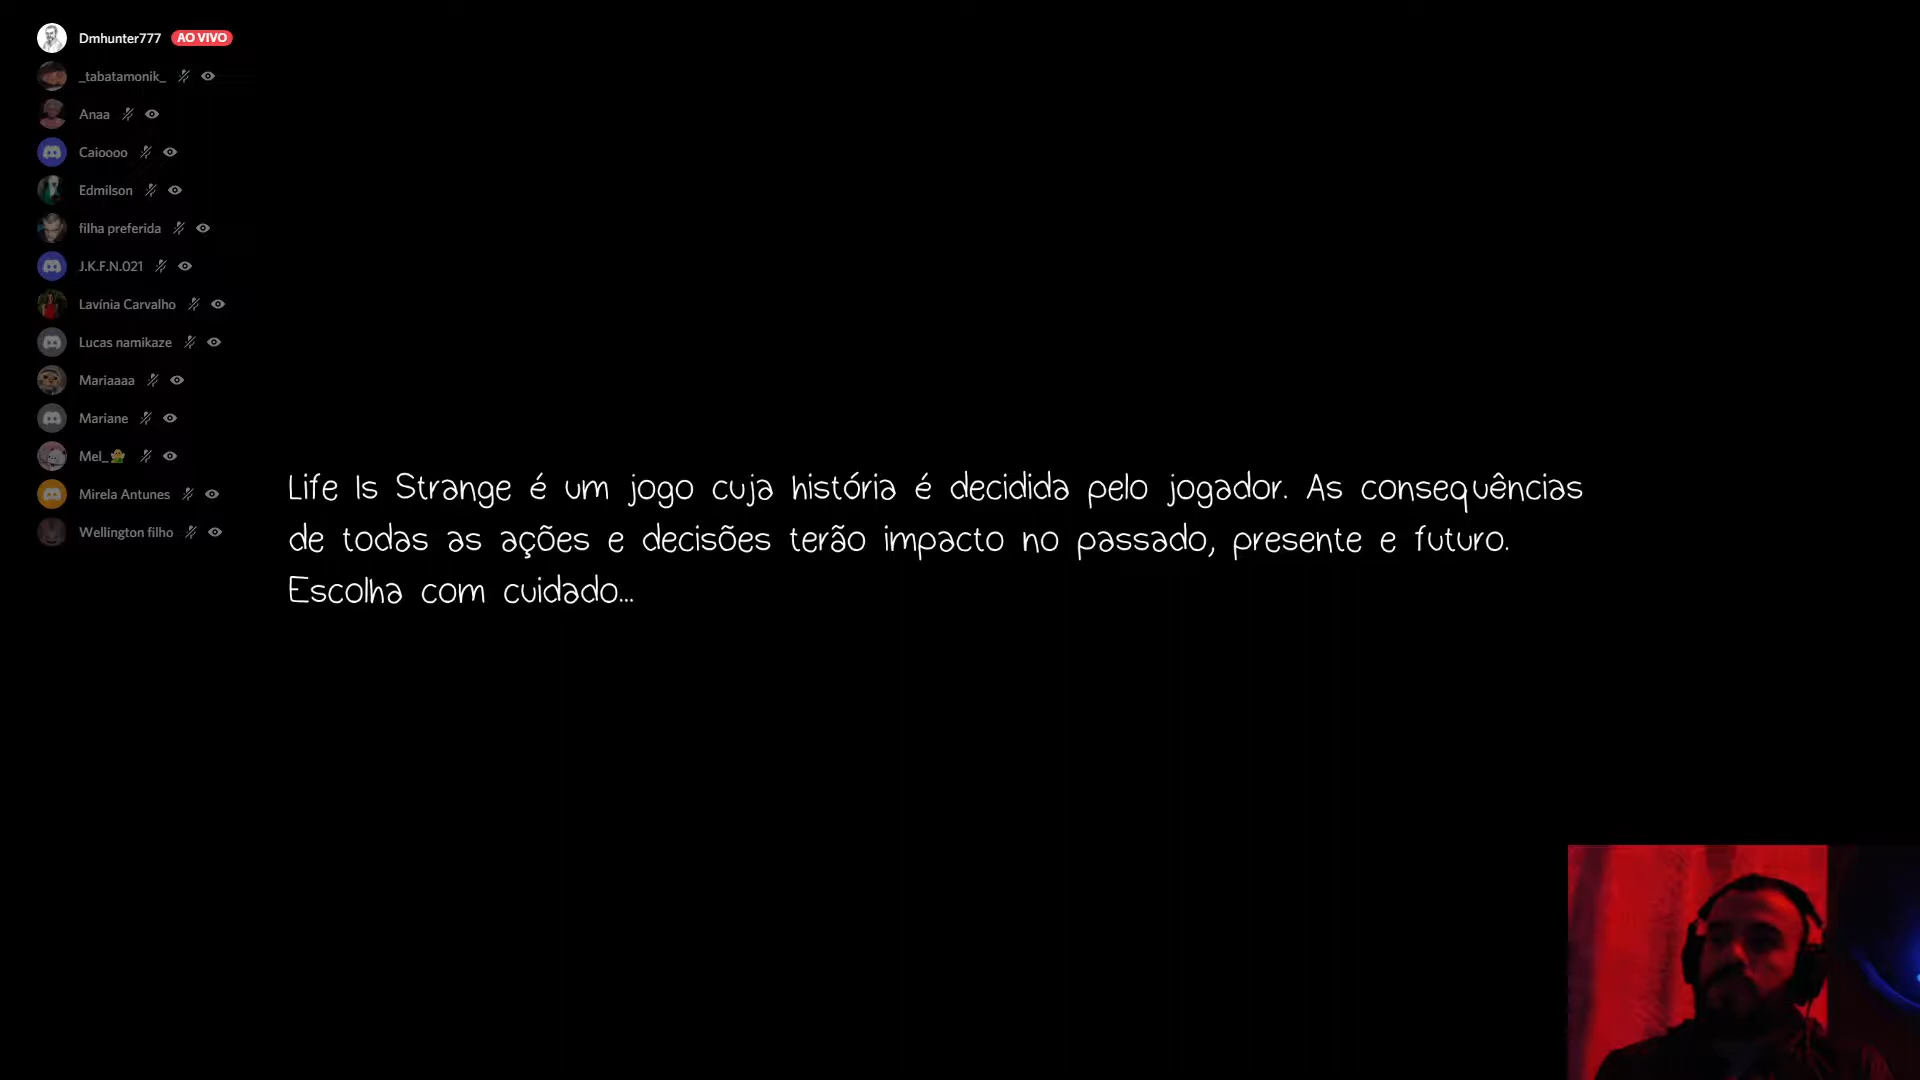 Dmhunter777 AO VIVO
_tabatamonik_
Anaa
Caioooo
Edmilson
filha preferida
J.K.F.N.021
Lavínia Carvalho
Lucas namikaze
Mariaaaa
Mariane
Mel_🧟
Mirela Antunes
Wellington filho
Life Is Strange é um jogo cuja história é decidida pelo jogador. As consequências
de todas as ações e decisões terão impacto no passado, presente e futuro.
Escolha com cuidado...